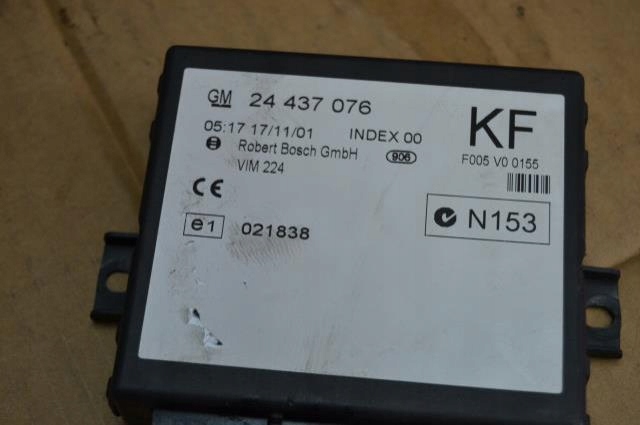 GM 24 437 076
KF
05:17 17/11/01 INDEX 00
Robert Bosch GmbH 906
F005 V0 0155
VIM 224
CE
N153
e1 021838